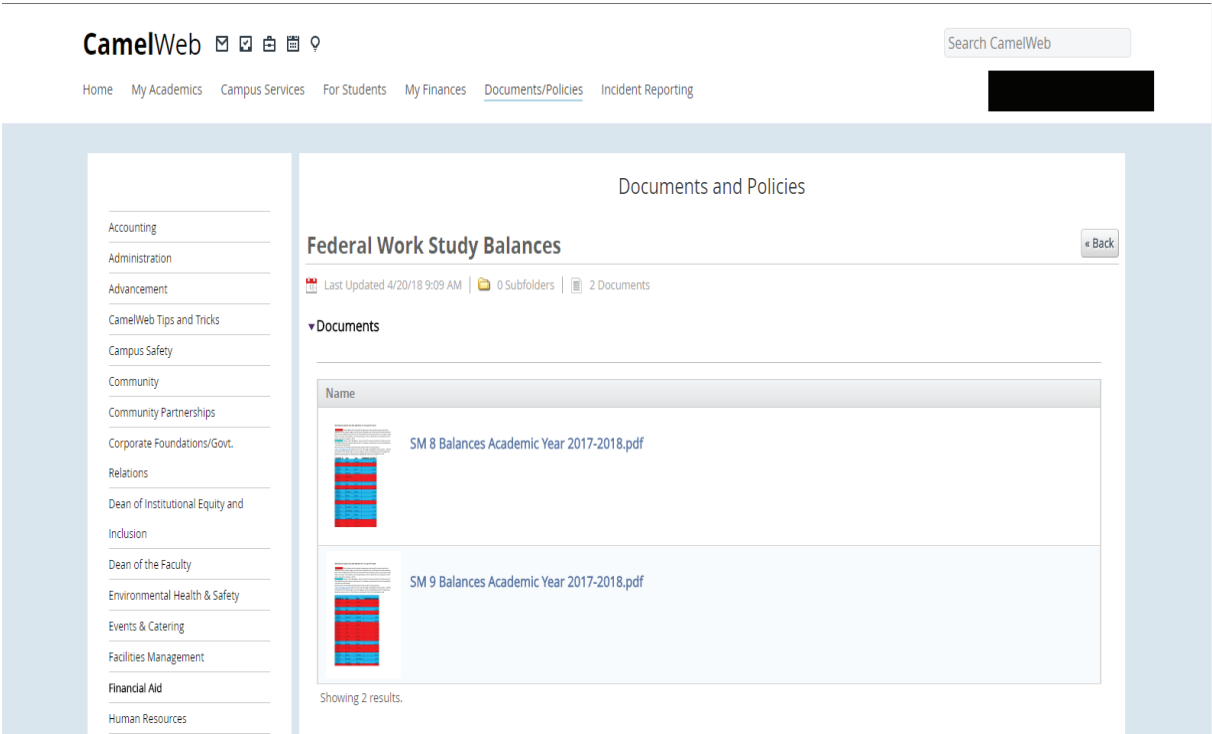 CamelWeb
Search CamelWeb
Home My Academics Campus Services For Students My Finances Documents/Policies Incident Reporting
Accounting
Administration
Advancement
CamelWeb Tips and Tricks
Campus Safety
Community
Community Partnerships
Corporate Foundations/Govt.
Relations
Dean of Institutional Equity and
Inclusion
Dean of the Faculty
Environmental Health & Safety
Events & Catering
Facilities Management
Financial Aid
Human Resources
Documents and Policies
Federal Work Study Balances
« Back
Last Updated 4/20/18 9:09 AM 0 Subfolders 2 Documents
▾Documents
Name
SM 8 Balances Academic Year 2017-2018.pdf
SM 9 Balances Academic Year 2017-2018.pdf
Showing 2 results.